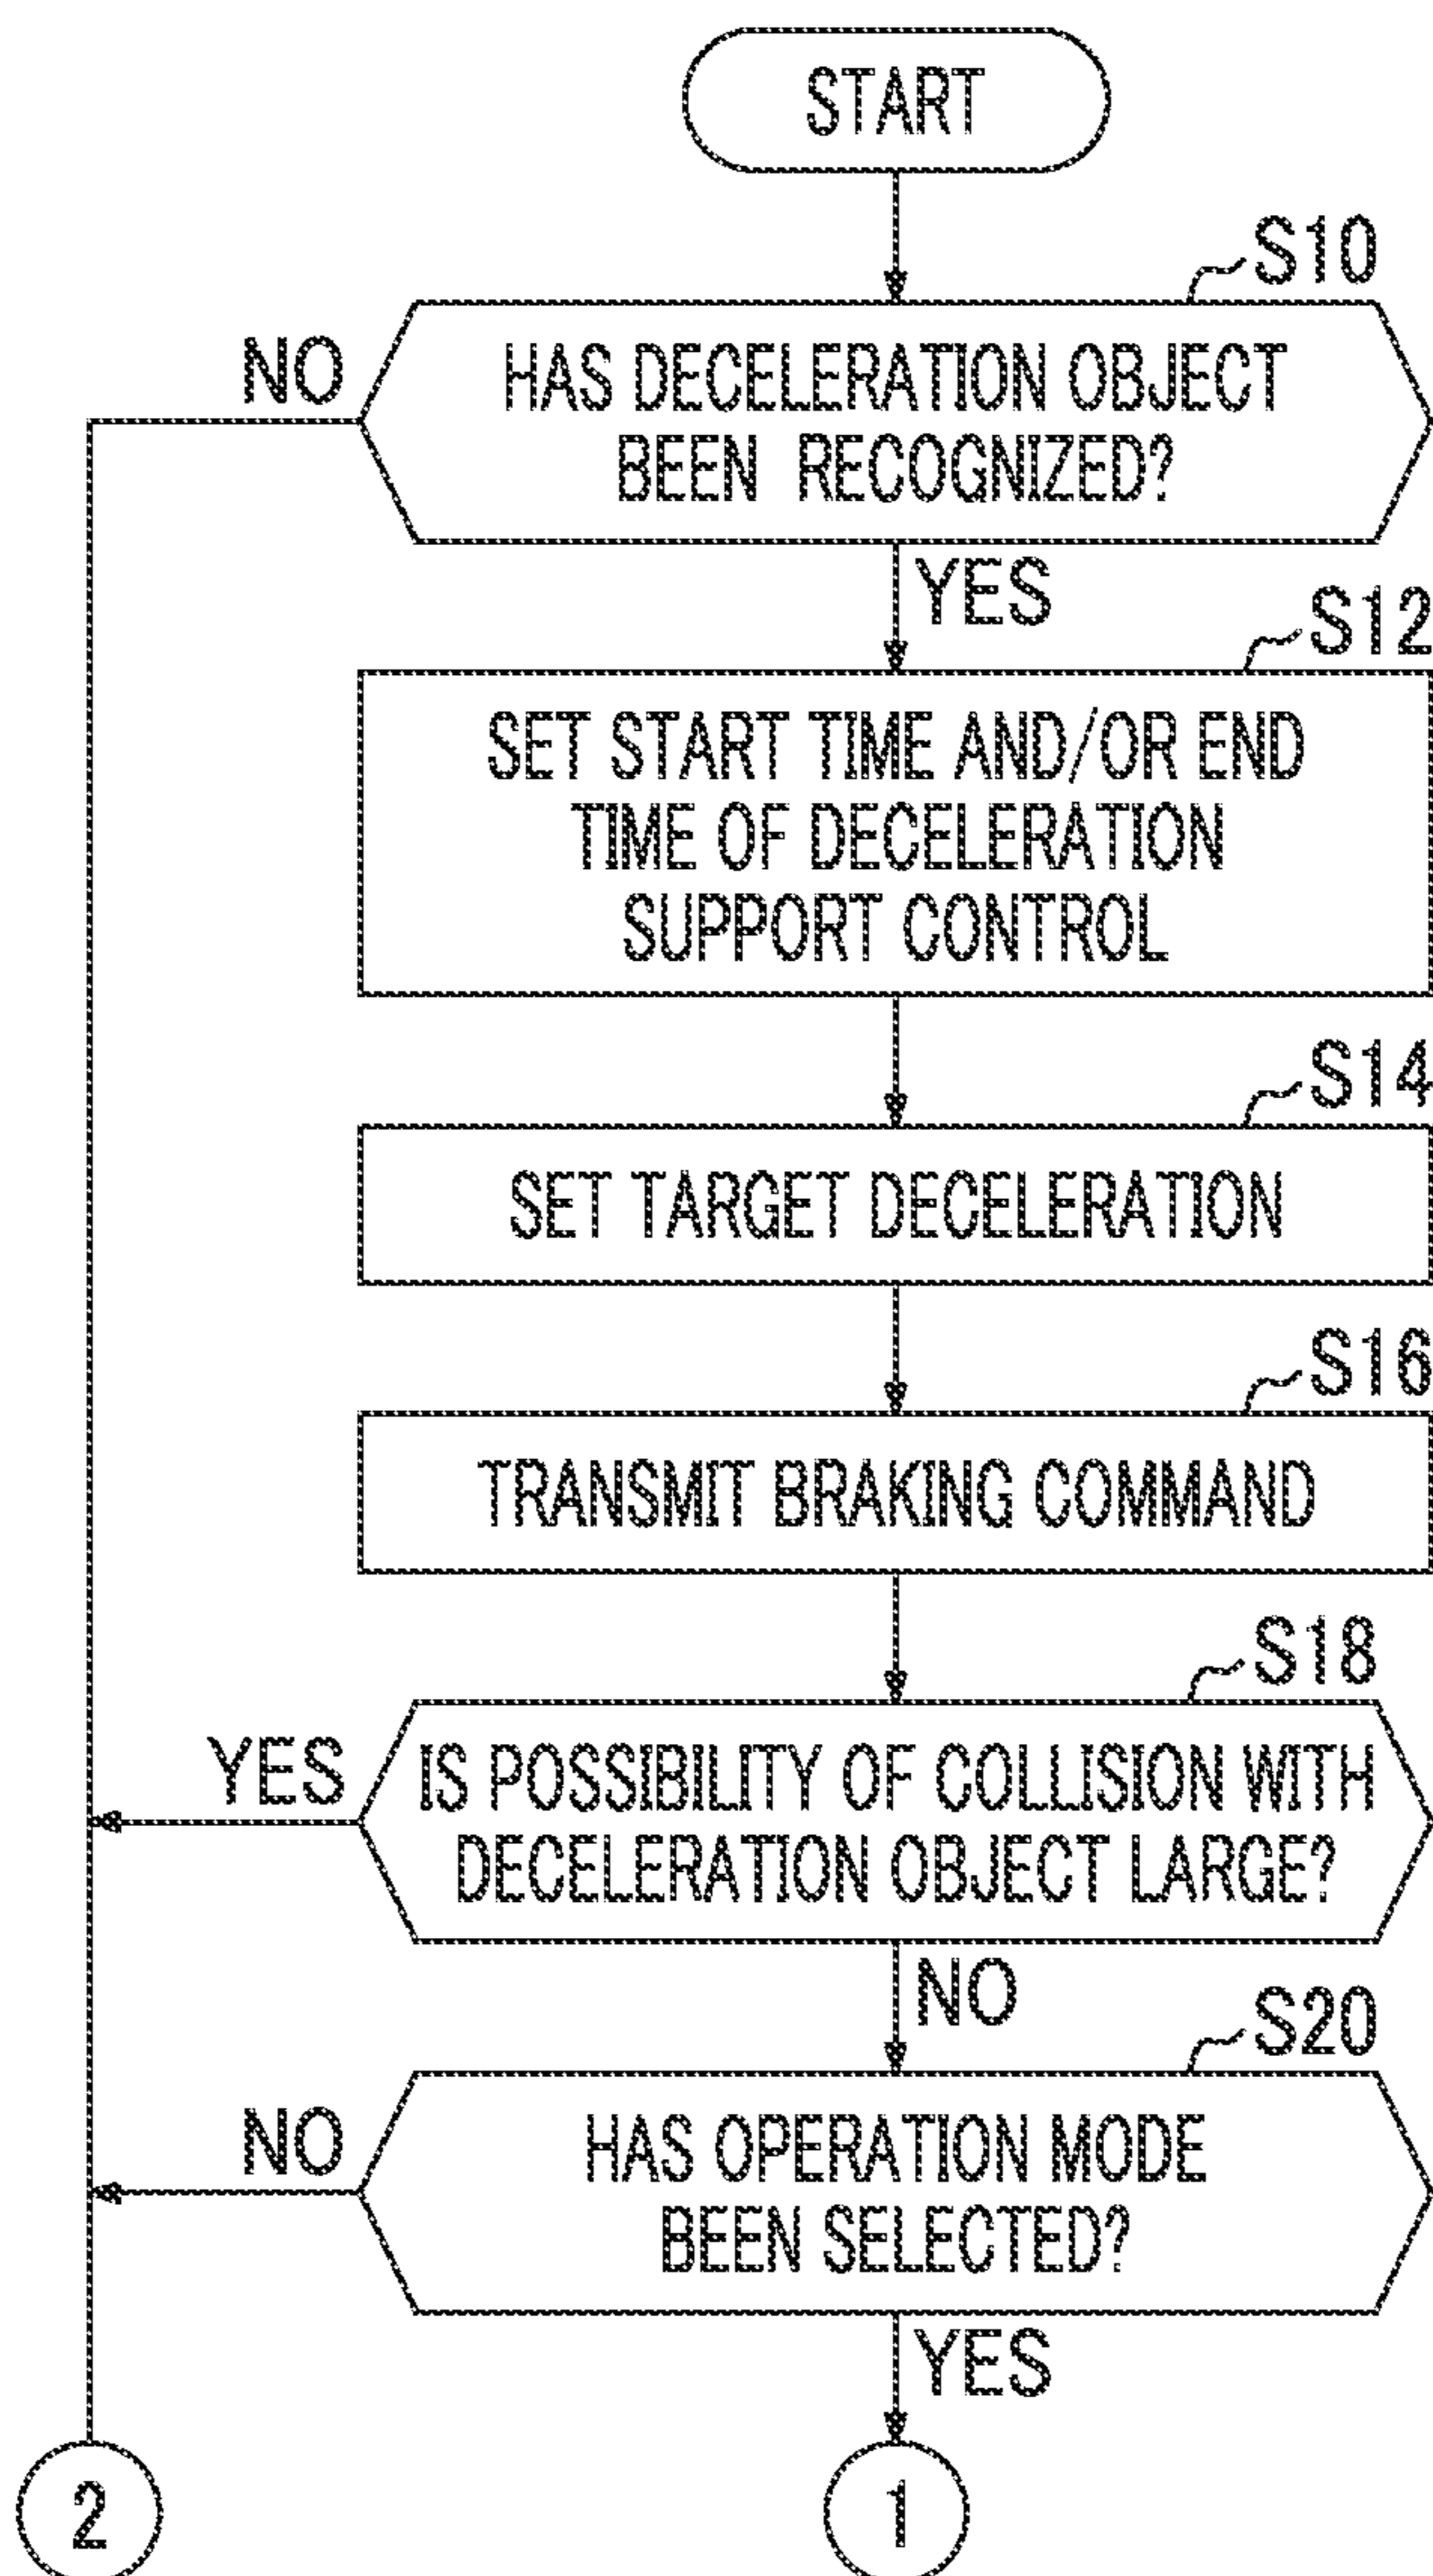 START
S10
NO
HAS DECELERATION OBJECT
BEEN RECOGNIZED?
YES
S12
SET START TIME AND/OR END
TIME OF DECELERATION
SUPPORT CONTROL
S14
SET TARGET DECELERATION
S16
TRANSMIT BRAKING COMMAND
S18
YES
IS POSSIBILITY OF COLLISION WITH
DECELERATION OBJECT LARGE?
NO
S20
NO
HAS OPERATION MODE
BEEN SELECTED?
YES
2
1